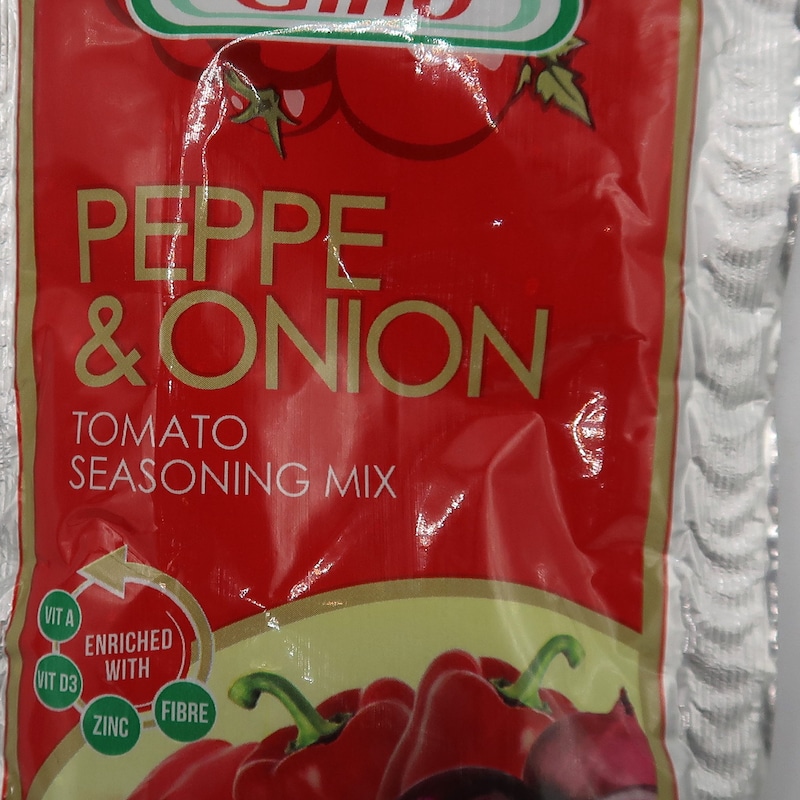 PEPPE
& ONION
TOMATO
SEASONING MIX
VIT A
ENRICHED
WITH
VIT D3
ZINC
FIBRE